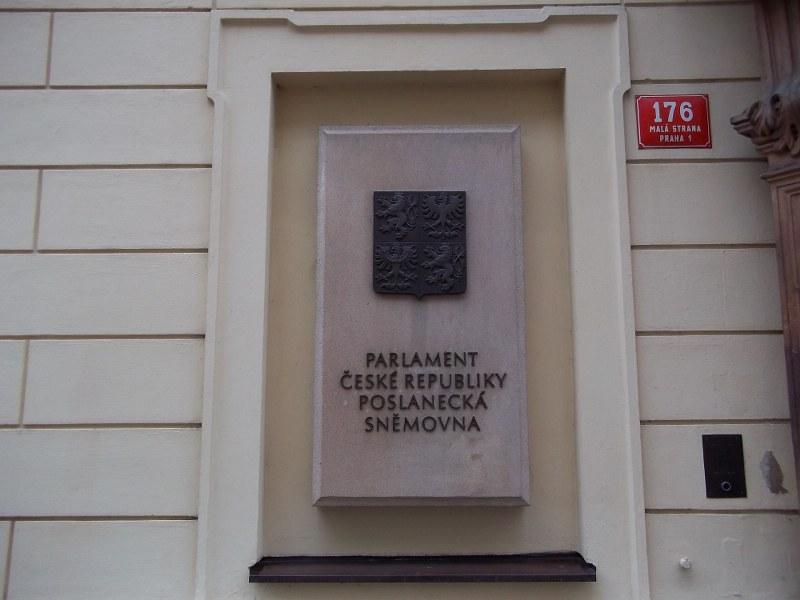 PARLAMENT
ČESKÉ REPUBLIKY
POSLANECKÁ
SNĚMOVNA
176
MALÁ STRANA
PRAHA 1